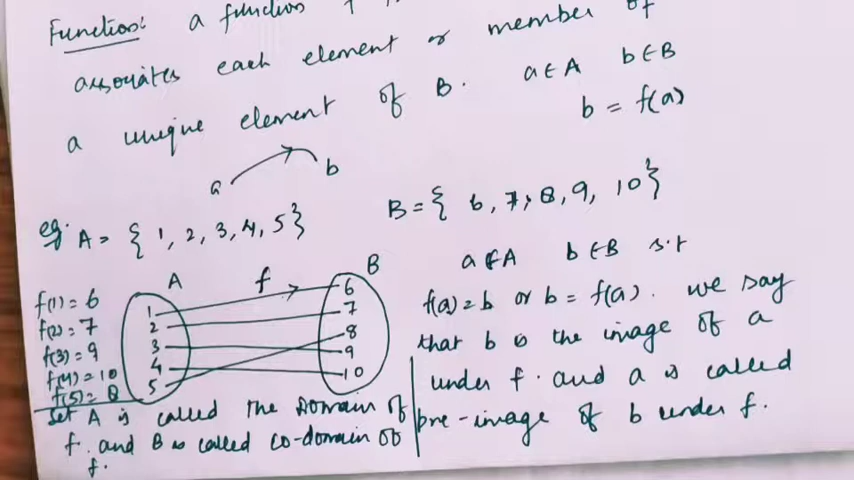 Function: a function f
associates each element or member of
a unique element of B. a ∈ A b ∈ B
b = f(a)
a b
eg. A = { 1, 2, 3, 4, 5 } B = { 6, 7, 8, 9, 10 }
A f B
f(1) = 6
f(2) = 7
f(3) = 9
f(4) = 10
f(5) = 8
1
2
3
4
5
6
7
8
9
10
set A is called the Domain of
f. and B is called co-domain of
f.
a ∈ A b ∈ B s.t
f(a) = b or b = f(a). we say
that b is the image of a
under f. and a is called
pre-image of b under f.